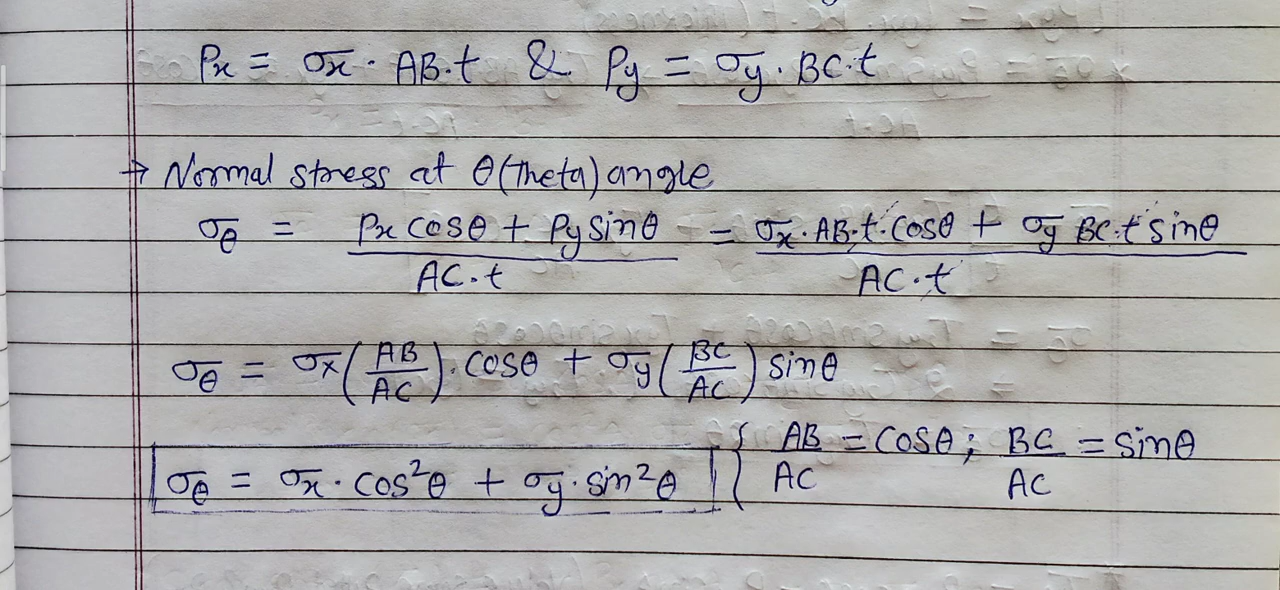 Px = σx · AB·t & Py = σy · BC·t
→ Normal stress at θ(Theta) angle
σθ = Px cosθ + Py sinθ / AC·t = σx·AB·t·cosθ + σy BC·t sinθ / AC·t
σθ = σx(AB/AC)·cosθ + σy(BC/AC) sinθ
σθ = σx·cos²θ + σy·sin²θ { AB/AC = cosθ; BC/AC = sinθ